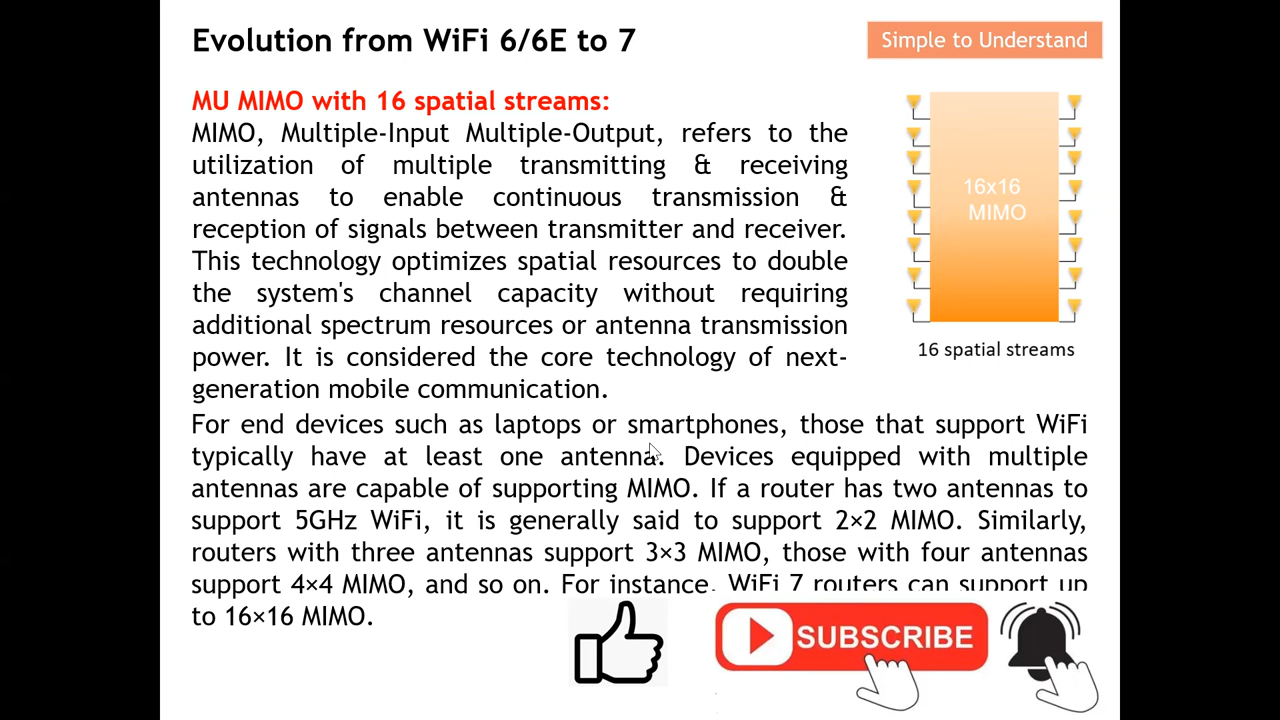 Evolution from WiFi 6/6E to 7
Simple to Understand
MU MIMO with 16 spatial streams:
MIMO, Multiple-Input Multiple-Output, refers to the
utilization of multiple transmitting & receiving
antennas to enable continuous transmission &
reception of signals between transmitter and receiver.
This technology optimizes spatial resources to double
the system's channel capacity without requiring
additional spectrum resources or antenna transmission
power. It is considered the core technology of next-
generation mobile communication.
16x16
MIMO
16 spatial streams
For end devices such as laptops or smartphones, those that support WiFi
typically have at least one antenna. Devices equipped with multiple
antennas are capable of supporting MIMO. If a router has two antennas to
support 5GHz WiFi, it is generally said to support 2×2 MIMO. Similarly,
routers with three antennas support 3×3 MIMO, those with four antennas
support 4×4 MIMO, and so on. For instance, WiFi 7 routers can support up
to 16×16 MIMO.
SUBSCRIBE